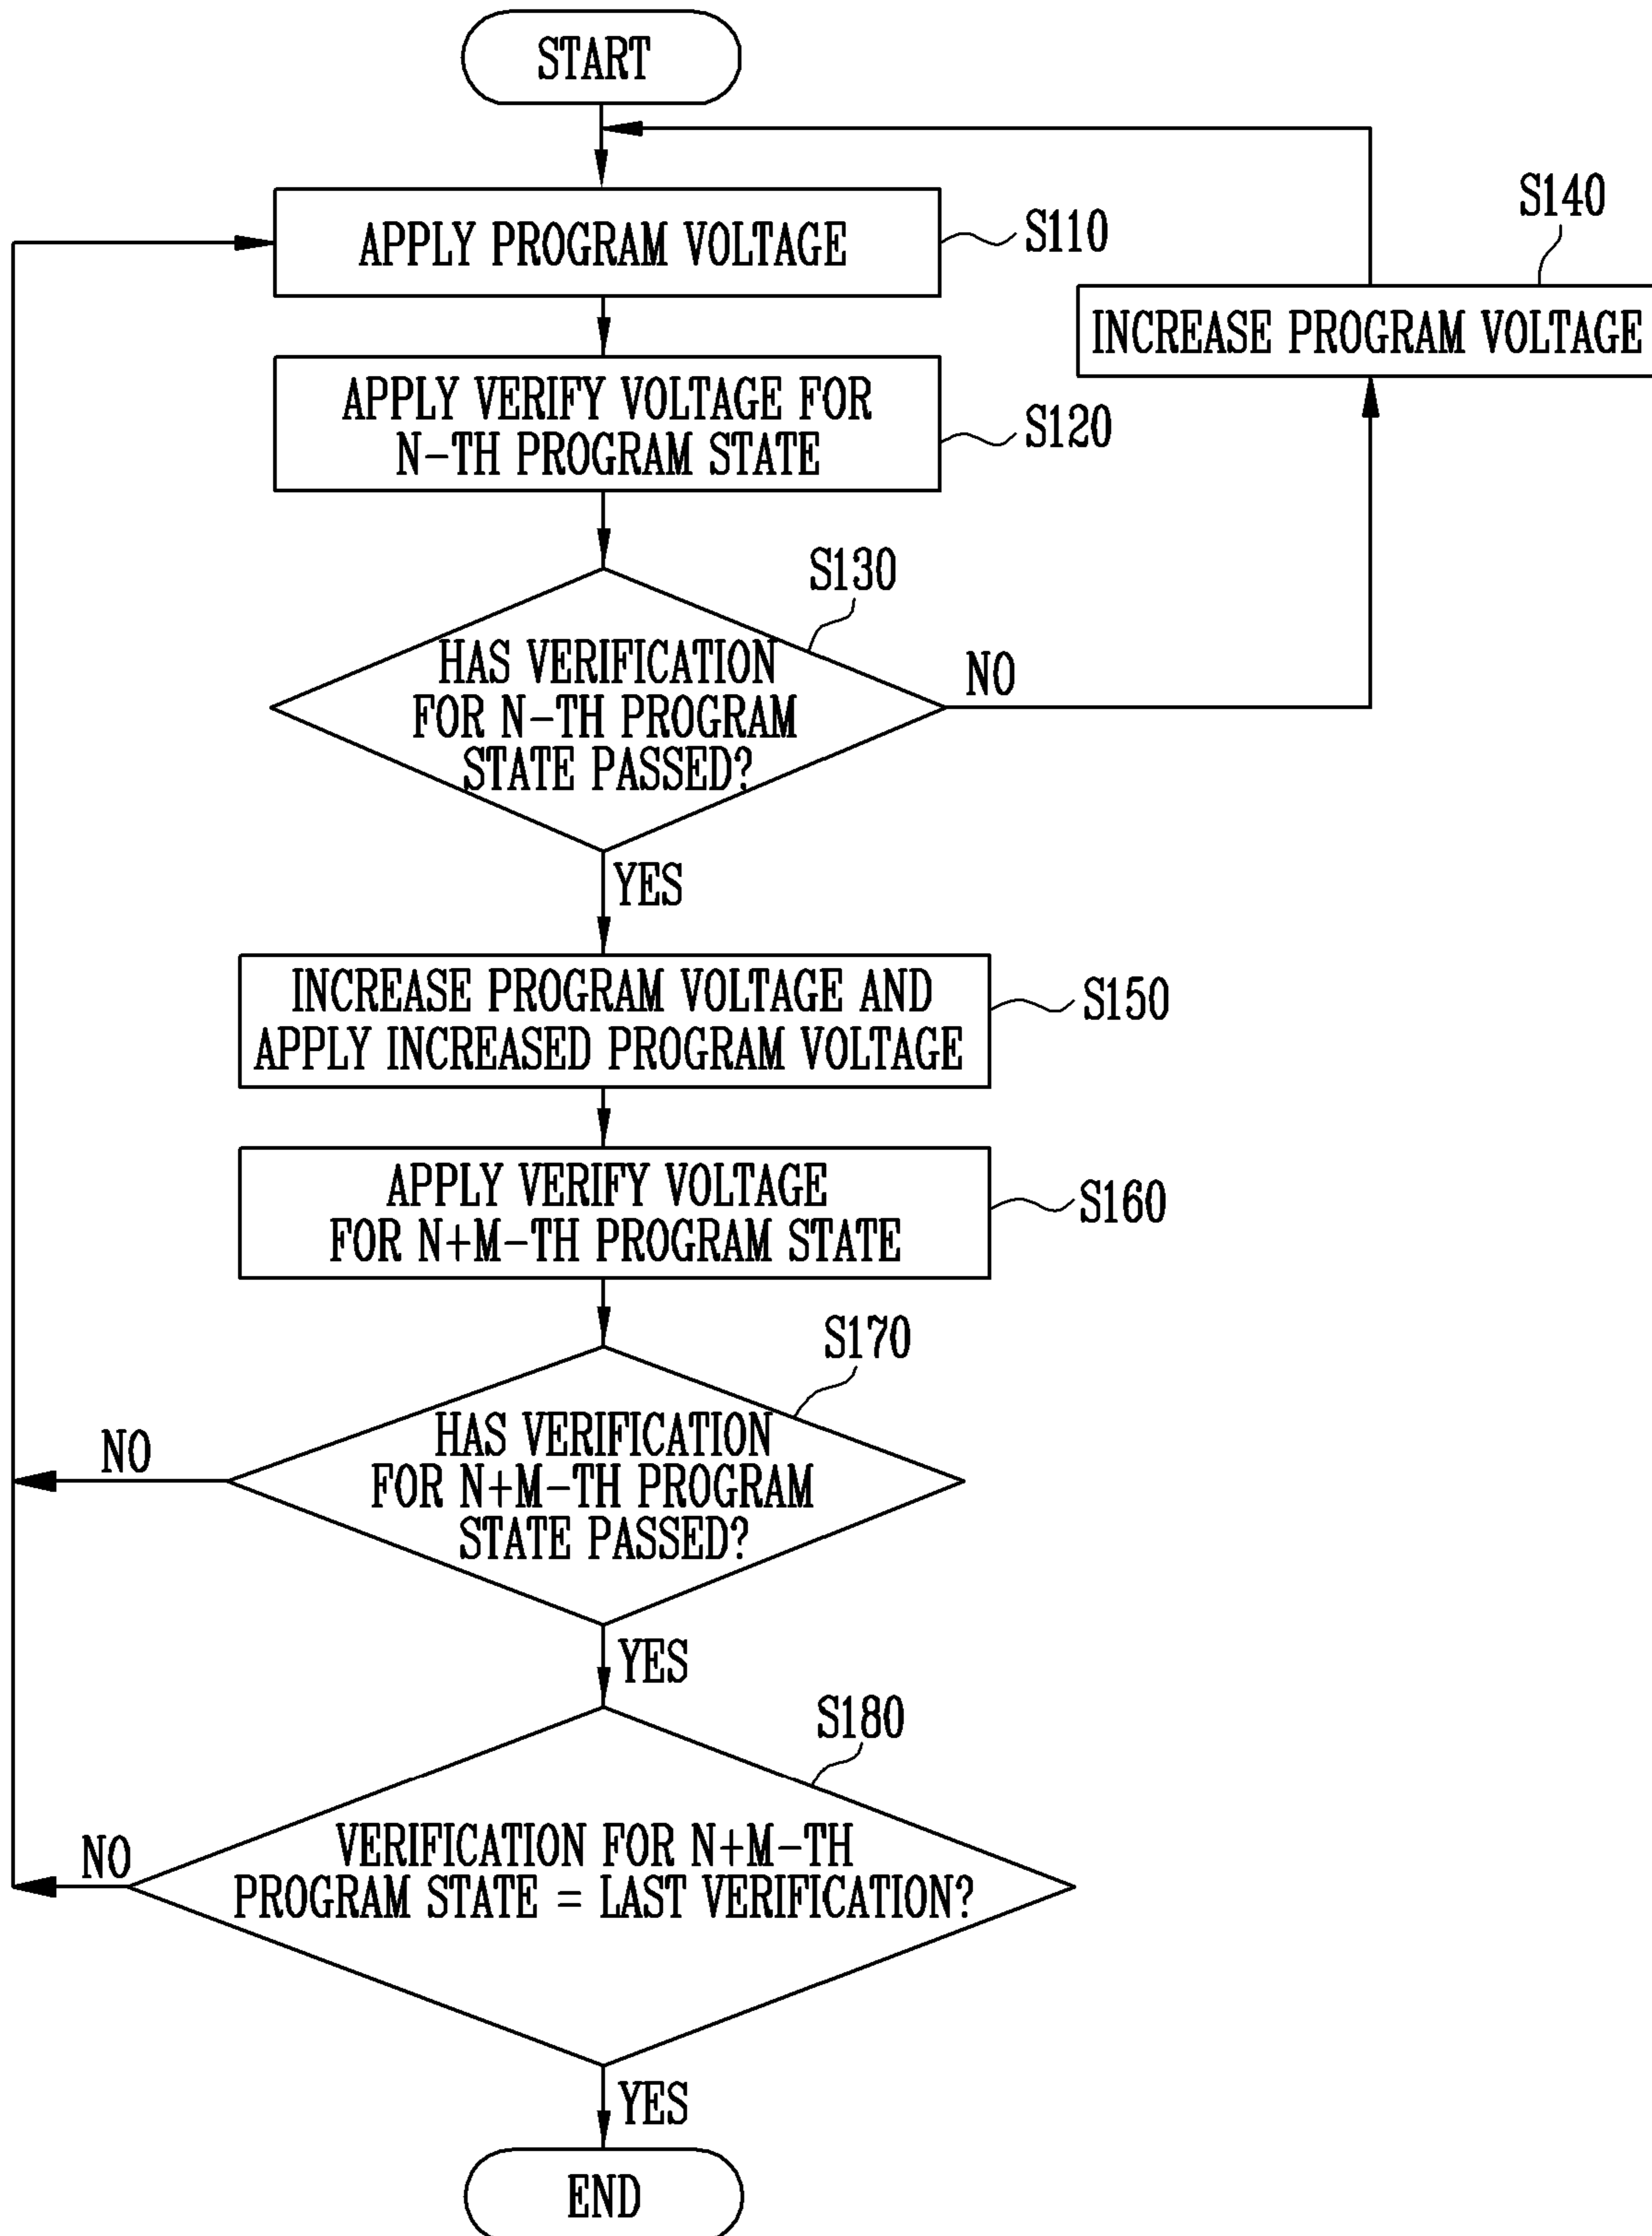 START
APPLY PROGRAM VOLTAGE
S110
S140
INCREASE PROGRAM VOLTAGE
APPLY VERIFY VOLTAGE FOR
N-TH PROGRAM STATE
S120
S130
HAS VERIFICATION
FOR N-TH PROGRAM
STATE PASSED?
NO
YES
INCREASE PROGRAM VOLTAGE AND
APPLY INCREASED PROGRAM VOLTAGE
S150
APPLY VERIFY VOLTAGE
FOR N+M-TH PROGRAM STATE
S160
S170
HAS VERIFICATION
FOR N+M-TH PROGRAM
STATE PASSED?
NO
YES
S180
VERIFICATION FOR N+M-TH
PROGRAM STATE = LAST VERIFICATION?
NO
YES
END